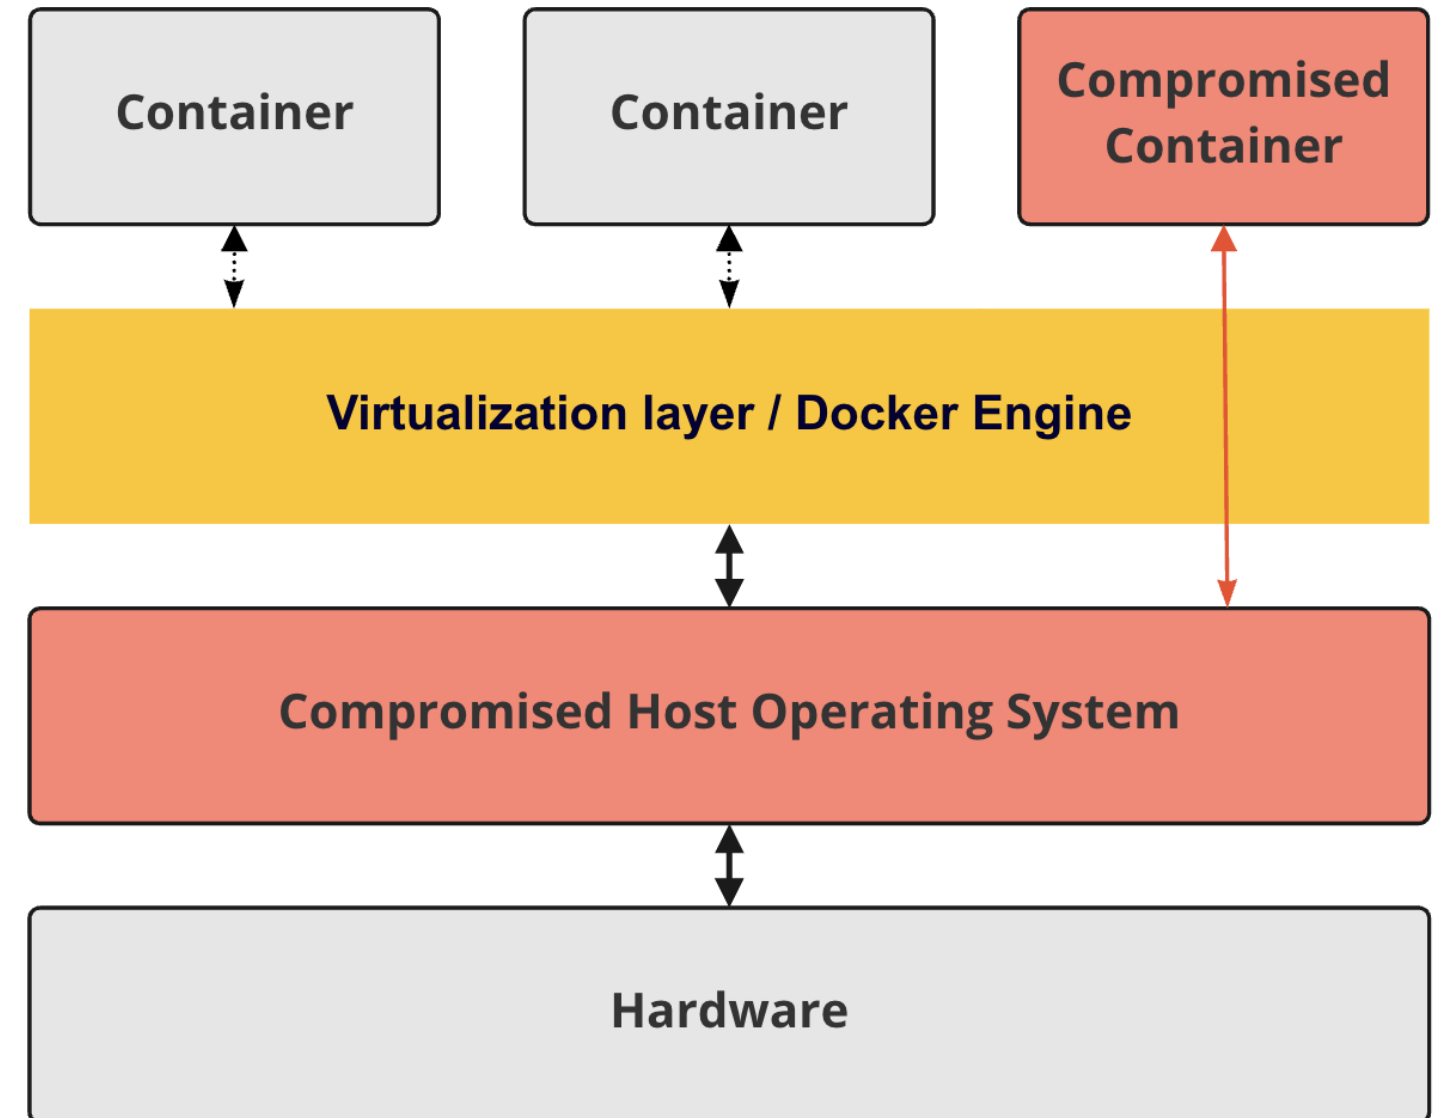 Container
Container
Compromised
Container
Virtualization layer / Docker Engine
Compromised Host Operating System
Hardware